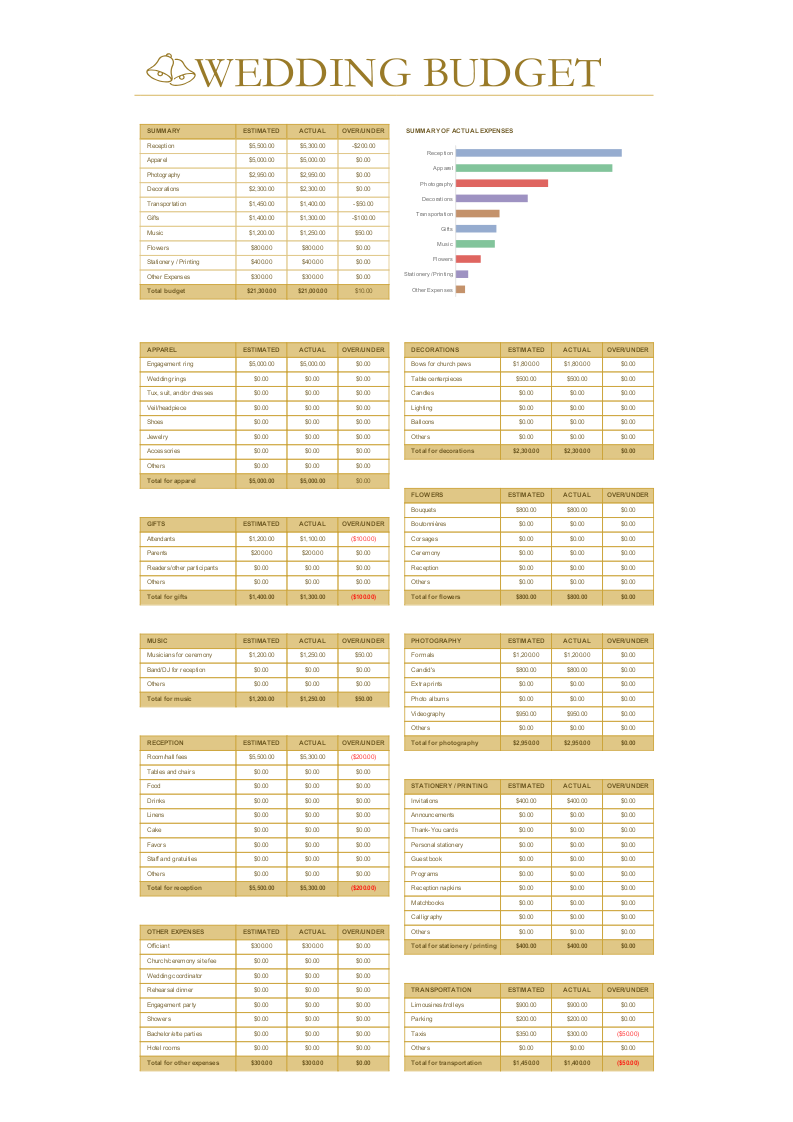 WEDDING BUDGET
SUMMARY ESTIMATED ACTUAL OVER/UNDER
Reception $5,500.00 $5,300.00 -$200.00
Apparel $5,000.00 $5,000.00 $0.00
Photography $2,950.00 $2,950.00 $0.00
Decorations $2,300.00 $2,300.00 $0.00
Transportation $1,450.00 $1,400.00 -$50.00
Gifts $1,400.00 $1,300.00 -$100.00
Music $1,200.00 $1,250.00 $50.00
Flowers $800.00 $800.00 $0.00
Stationery / Printing $400.00 $400.00 $0.00
Other Expenses $300.00 $300.00 $0.00
Total budget $21,300.00 $21,000.00 $10.00
SUMMARY OF ACTUAL EXPENSES
Reception
Apparel
Photography
Decorations
Transportation
Gifts
Music
Flowers
Stationery / Printing
Other Expenses
APPAREL ESTIMATED ACTUAL OVER/UNDER
Engagement ring $5,000.00 $5,000.00 $0.00
Wedding rings $0.00 $0.00 $0.00
Tux, suit, and/or dresses $0.00 $0.00 $0.00
Veil/headpiece $0.00 $0.00 $0.00
Shoes $0.00 $0.00 $0.00
Jewelry $0.00 $0.00 $0.00
Accessories $0.00 $0.00 $0.00
Others $0.00 $0.00 $0.00
Total for apparel $5,000.00 $5,000.00 $0.00
GIFTS ESTIMATED ACTUAL OVER/UNDER
Attendants $1,200.00 $1,100.00 ($100.00)
Parents $200.00 $200.00 $0.00
Readers/other participants $0.00 $0.00 $0.00
Others $0.00 $0.00 $0.00
Total for gifts $1,400.00 $1,300.00 ($100.00)
MUSIC ESTIMATED ACTUAL OVER/UNDER
Musicians for ceremony $1,200.00 $1,250.00 $50.00
Band/DJ for reception $0.00 $0.00 $0.00
Others $0.00 $0.00 $0.00
Total for music $1,200.00 $1,250.00 $50.00
RECEPTION ESTIMATED ACTUAL OVER/UNDER
Room/hall fees $5,500.00 $5,300.00 ($200.00)
Tables and chairs $0.00 $0.00 $0.00
Food $0.00 $0.00 $0.00
Drinks $0.00 $0.00 $0.00
Linens $0.00 $0.00 $0.00
Cake $0.00 $0.00 $0.00
Favors $0.00 $0.00 $0.00
Staff and gratuities $0.00 $0.00 $0.00
Others $0.00 $0.00 $0.00
Total for reception $5,500.00 $5,300.00 ($200.00)
OTHER EXPENSES ESTIMATED ACTUAL OVER/UNDER
Officiant $300.00 $300.00 $0.00
Church/ceremony site fee $0.00 $0.00 $0.00
Wedding coordinator $0.00 $0.00 $0.00
Rehearsal dinner $0.00 $0.00 $0.00
Engagement party $0.00 $0.00 $0.00
Showers $0.00 $0.00 $0.00
Bachelor/ette parties $0.00 $0.00 $0.00
Hotel rooms $0.00 $0.00 $0.00
Total for other expenses $300.00 $300.00 $0.00
DECORATIONS ESTIMATED ACTUAL OVER/UNDER
Bows for church pews $1,800.00 $1,800.00 $0.00
Table centerpieces $500.00 $500.00 $0.00
Candles $0.00 $0.00 $0.00
Lighting $0.00 $0.00 $0.00
Balloons $0.00 $0.00 $0.00
Others $0.00 $0.00 $0.00
Total for decorations $2,300.00 $2,300.00 $0.00
FLOWERS ESTIMATED ACTUAL OVER/UNDER
Bouquets $800.00 $800.00 $0.00
Boutonnières $0.00 $0.00 $0.00
Corsages $0.00 $0.00 $0.00
Ceremony $0.00 $0.00 $0.00
Reception $0.00 $0.00 $0.00
Others $0.00 $0.00 $0.00
Total for flowers $800.00 $800.00 $0.00
PHOTOGRAPHY ESTIMATED ACTUAL OVER/UNDER
Formals $1,200.00 $1,200.00 $0.00
Candids $800.00 $800.00 $0.00
Extra prints $0.00 $0.00 $0.00
Photo albums $0.00 $0.00 $0.00
Videography $950.00 $950.00 $0.00
Others $0.00 $0.00 $0.00
Total for photography $2,950.00 $2,950.00 $0.00
STATIONERY / PRINTING ESTIMATED ACTUAL OVER/UNDER
Invitations $400.00 $400.00 $0.00
Announcements $0.00 $0.00 $0.00
Thank-You cards $0.00 $0.00 $0.00
Personal stationery $0.00 $0.00 $0.00
Guest book $0.00 $0.00 $0.00
Programs $0.00 $0.00 $0.00
Reception napkins $0.00 $0.00 $0.00
Matchbooks $0.00 $0.00 $0.00
Calligraphy $0.00 $0.00 $0.00
Others $0.00 $0.00 $0.00
Total for stationery / printing $400.00 $400.00 $0.00
TRANSPORTATION ESTIMATED ACTUAL OVER/UNDER
Limousines/trolleys $900.00 $900.00 $0.00
Parking $200.00 $200.00 $0.00
Taxis $350.00 $300.00 ($50.00)
Others $0.00 $0.00 $0.00
Total for transportation $1,450.00 $1,400.00 ($50.00)